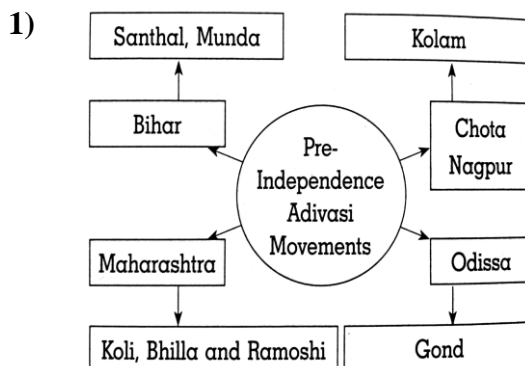 1)
Santhal, Munda
Kolam
Bihar
Chota
Nagpur
Pre-
Independence
Adivasi
Movements
Maharashtra
Odissa
Koli, Bhilla and Ramoshi
Gond